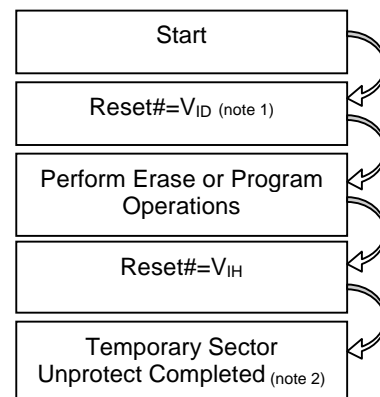 Start
Reset#=VID (note 1)
Perform Erase or Program
Operations
Reset#=VIH
Temporary Sector
Unprotect Completed (note 2)